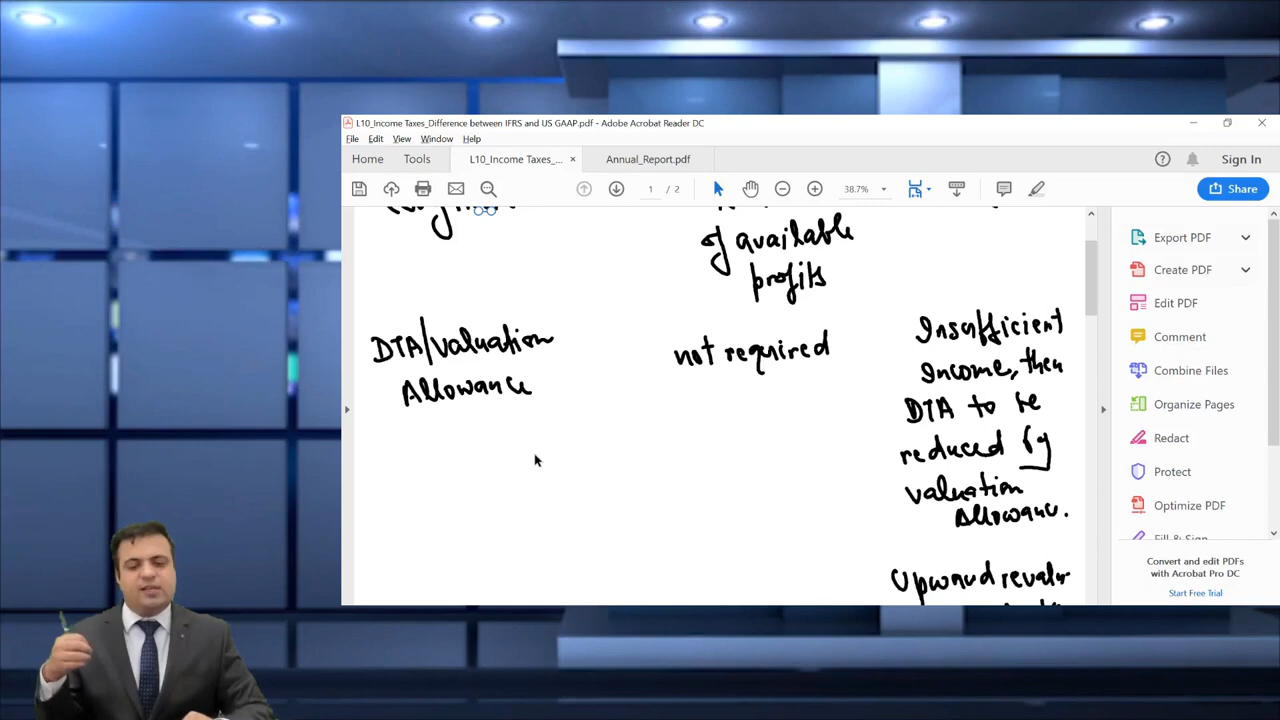 L10_Income Taxes_Difference between IFRS and US GAAP.pdf - Adobe Acrobat Reader DC
File Edit View Window Help
Home Tools L10_Income Taxes_... × Annual_Report.pdf Sign In
1 / 2 38.7% Share
of available
profits
DTA/valuation
Allowance
not required
Insufficient
Income, then
DTA to be
reduced by
valuation
Allowance.
Upward
Export PDF
Create PDF
Edit PDF
Comment
Combine Files
Organize Pages
Redact
Protect
Optimize PDF
Fill & Sign
Convert and edit PDFs
with Acrobat Pro DC
Start Free Trial